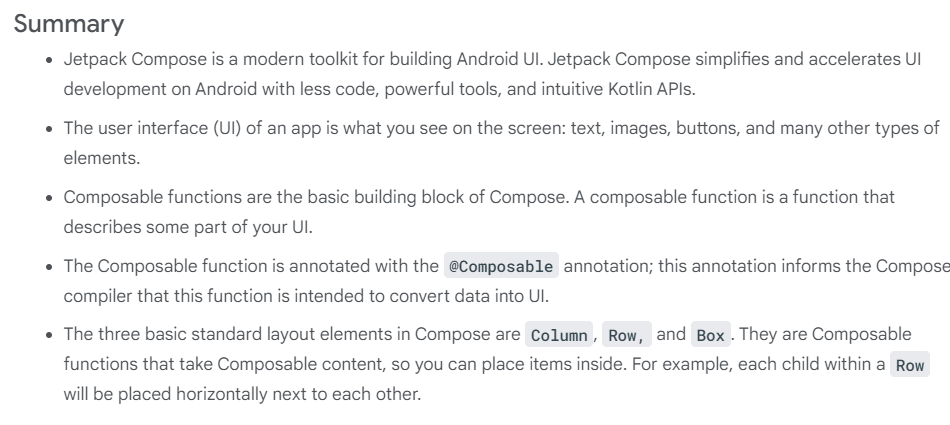 Summary
• Jetpack Compose is a modern toolkit for building Android UI. Jetpack Compose simplifies and accelerates UI
development on Android with less code, powerful tools, and intuitive Kotlin APIs.
• The user interface (UI) of an app is what you see on the screen: text, images, buttons, and many other types of
elements.
• Composable functions are the basic building block of Compose. A composable function is a function that
describes some part of your UI.
• The Composable function is annotated with the @Composable annotation; this annotation informs the Compose
compiler that this function is intended to convert data into UI.
• The three basic standard layout elements in Compose are Column, Row, and Box. They are Composable
functions that take Composable content, so you can place items inside. For example, each child within a Row
will be placed horizontally next to each other.